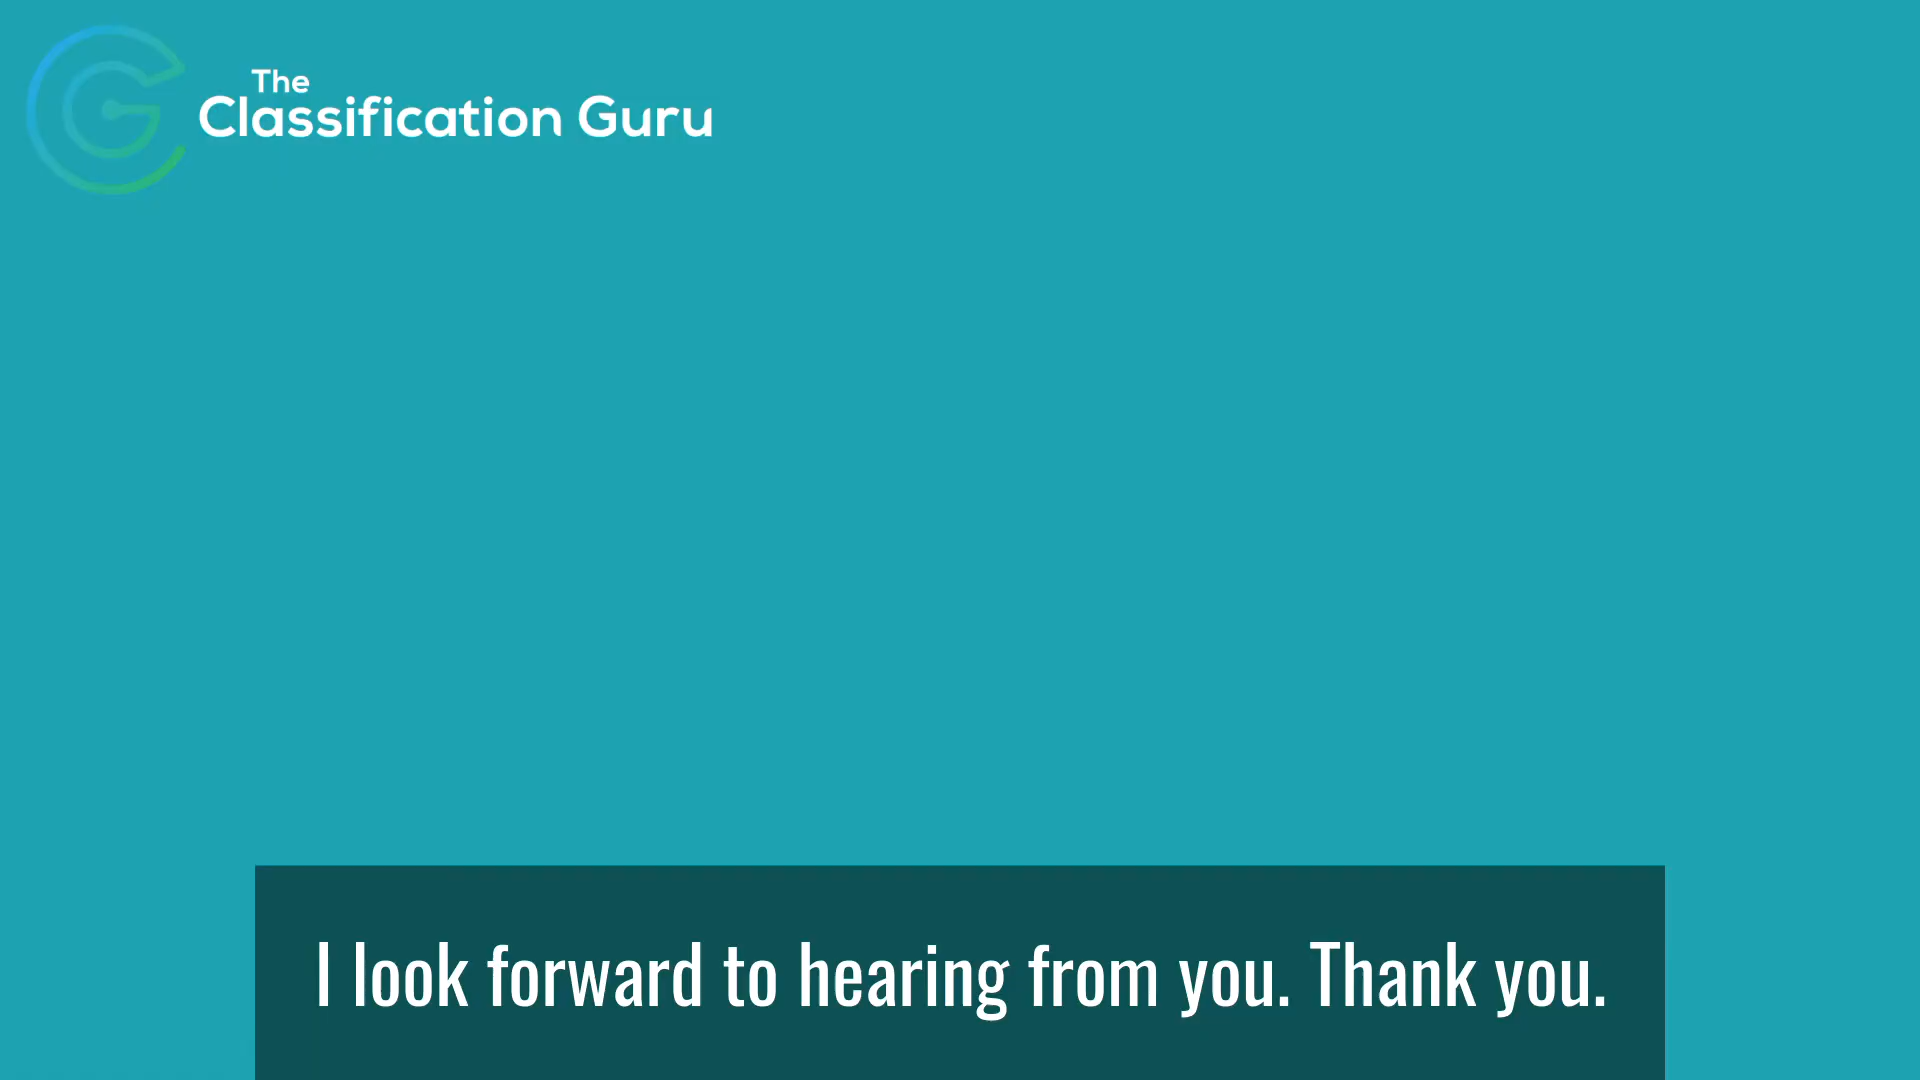 The
Classification Guru
I look forward to hearing from you. Thank you.